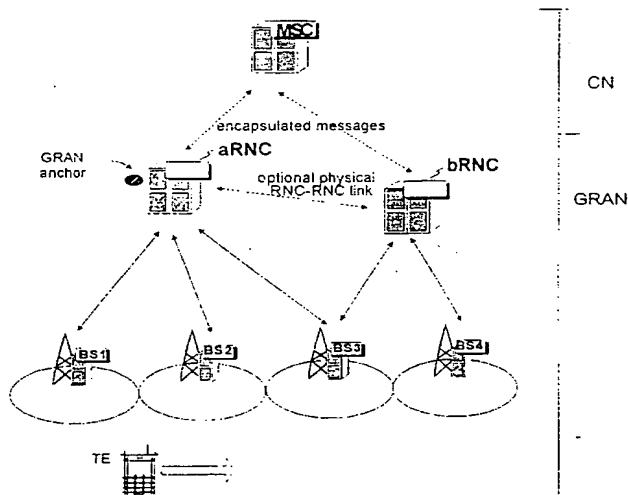 MSC
CN
encapsulated messages
aRNC
GRAN
anchor
bRNC
optional physical
RNC-RNC link
GRAN
BS1
BS2
BS3
BS4
TE